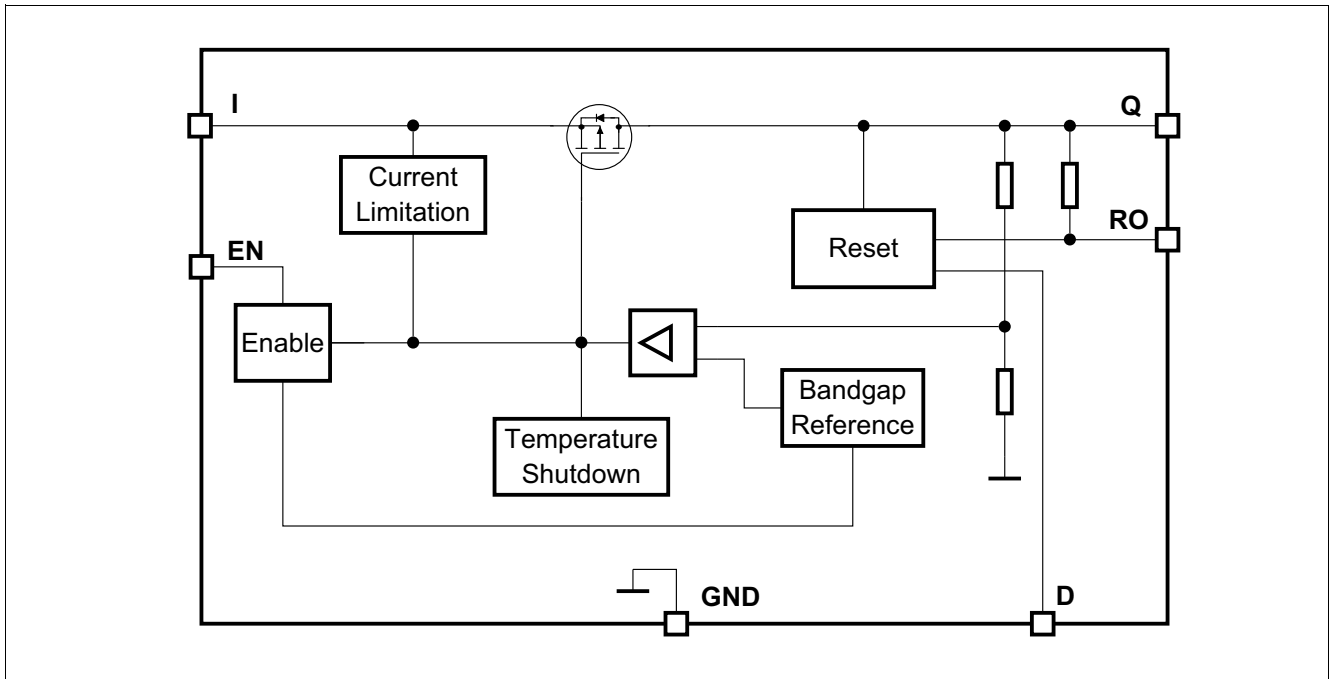 I
Q
Current
Limitation
RO
EN
Reset
Enable
Bandgap
Reference
Temperature
Shutdown
GND
D